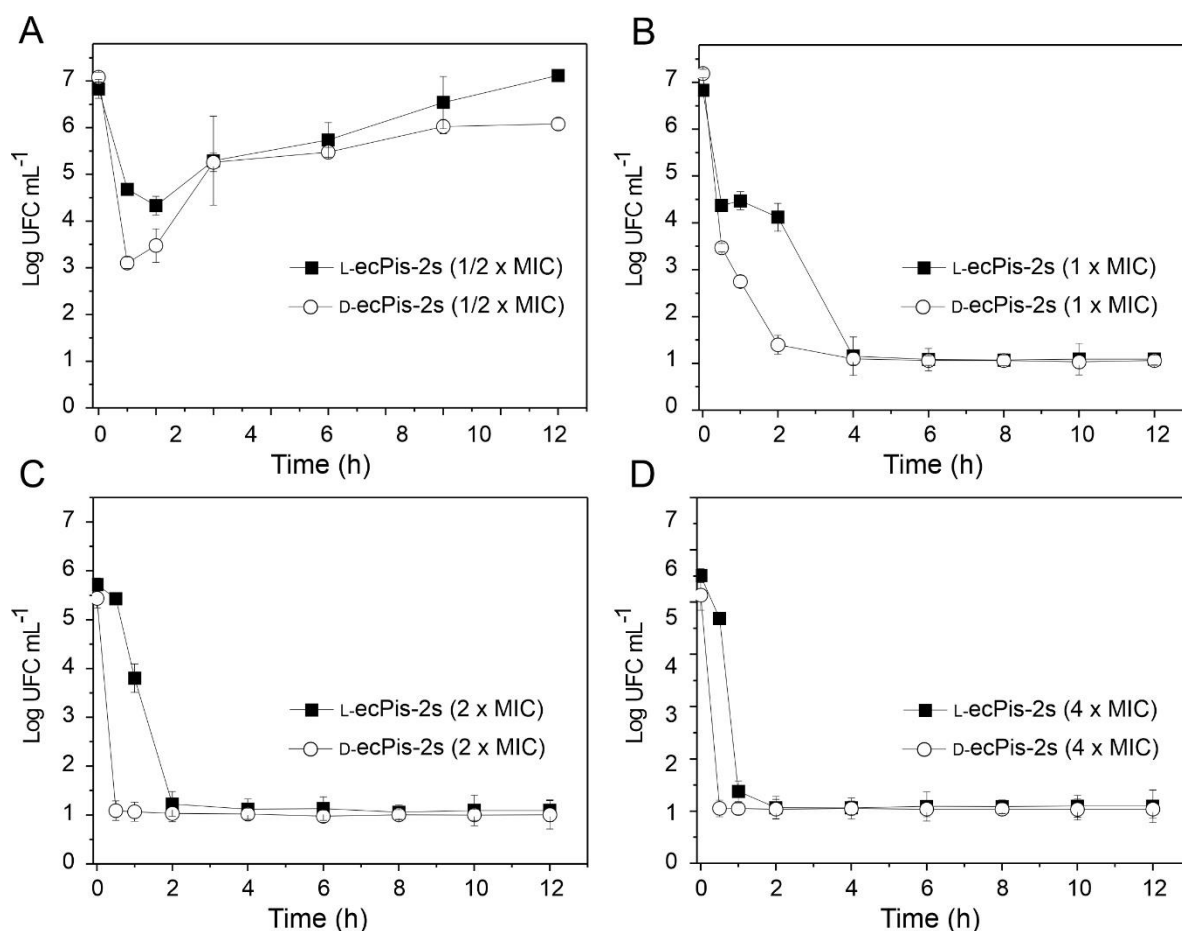 A
7
6
5
4
3
2
1
0
Log UFC mL⁻¹
L-ecPis-2s (1/2 x MIC)
D-ecPis-2s (1/2 x MIC)
0 2 4 6 8 10 12
Time (h)
B
7
6
5
4
3
2
1
0
Log UFC mL⁻¹
L-ecPis-2s (1 x MIC)
D-ecPis-2s (1 x MIC)
0 2 4 6 8 10 12
Time (h)
C
7
6
5
4
3
2
1
0
Log UFC mL⁻¹
L-ecPis-2s (2 x MIC)
D-ecPis-2s (2 x MIC)
0 2 4 6 8 10 12
Time (h)
D
7
6
5
4
3
2
1
0
Log UFC mL⁻¹
L-ecPis-2s (4 x MIC)
D-ecPis-2s (4 x MIC)
0 2 4 6 8 10 12
Time (h)